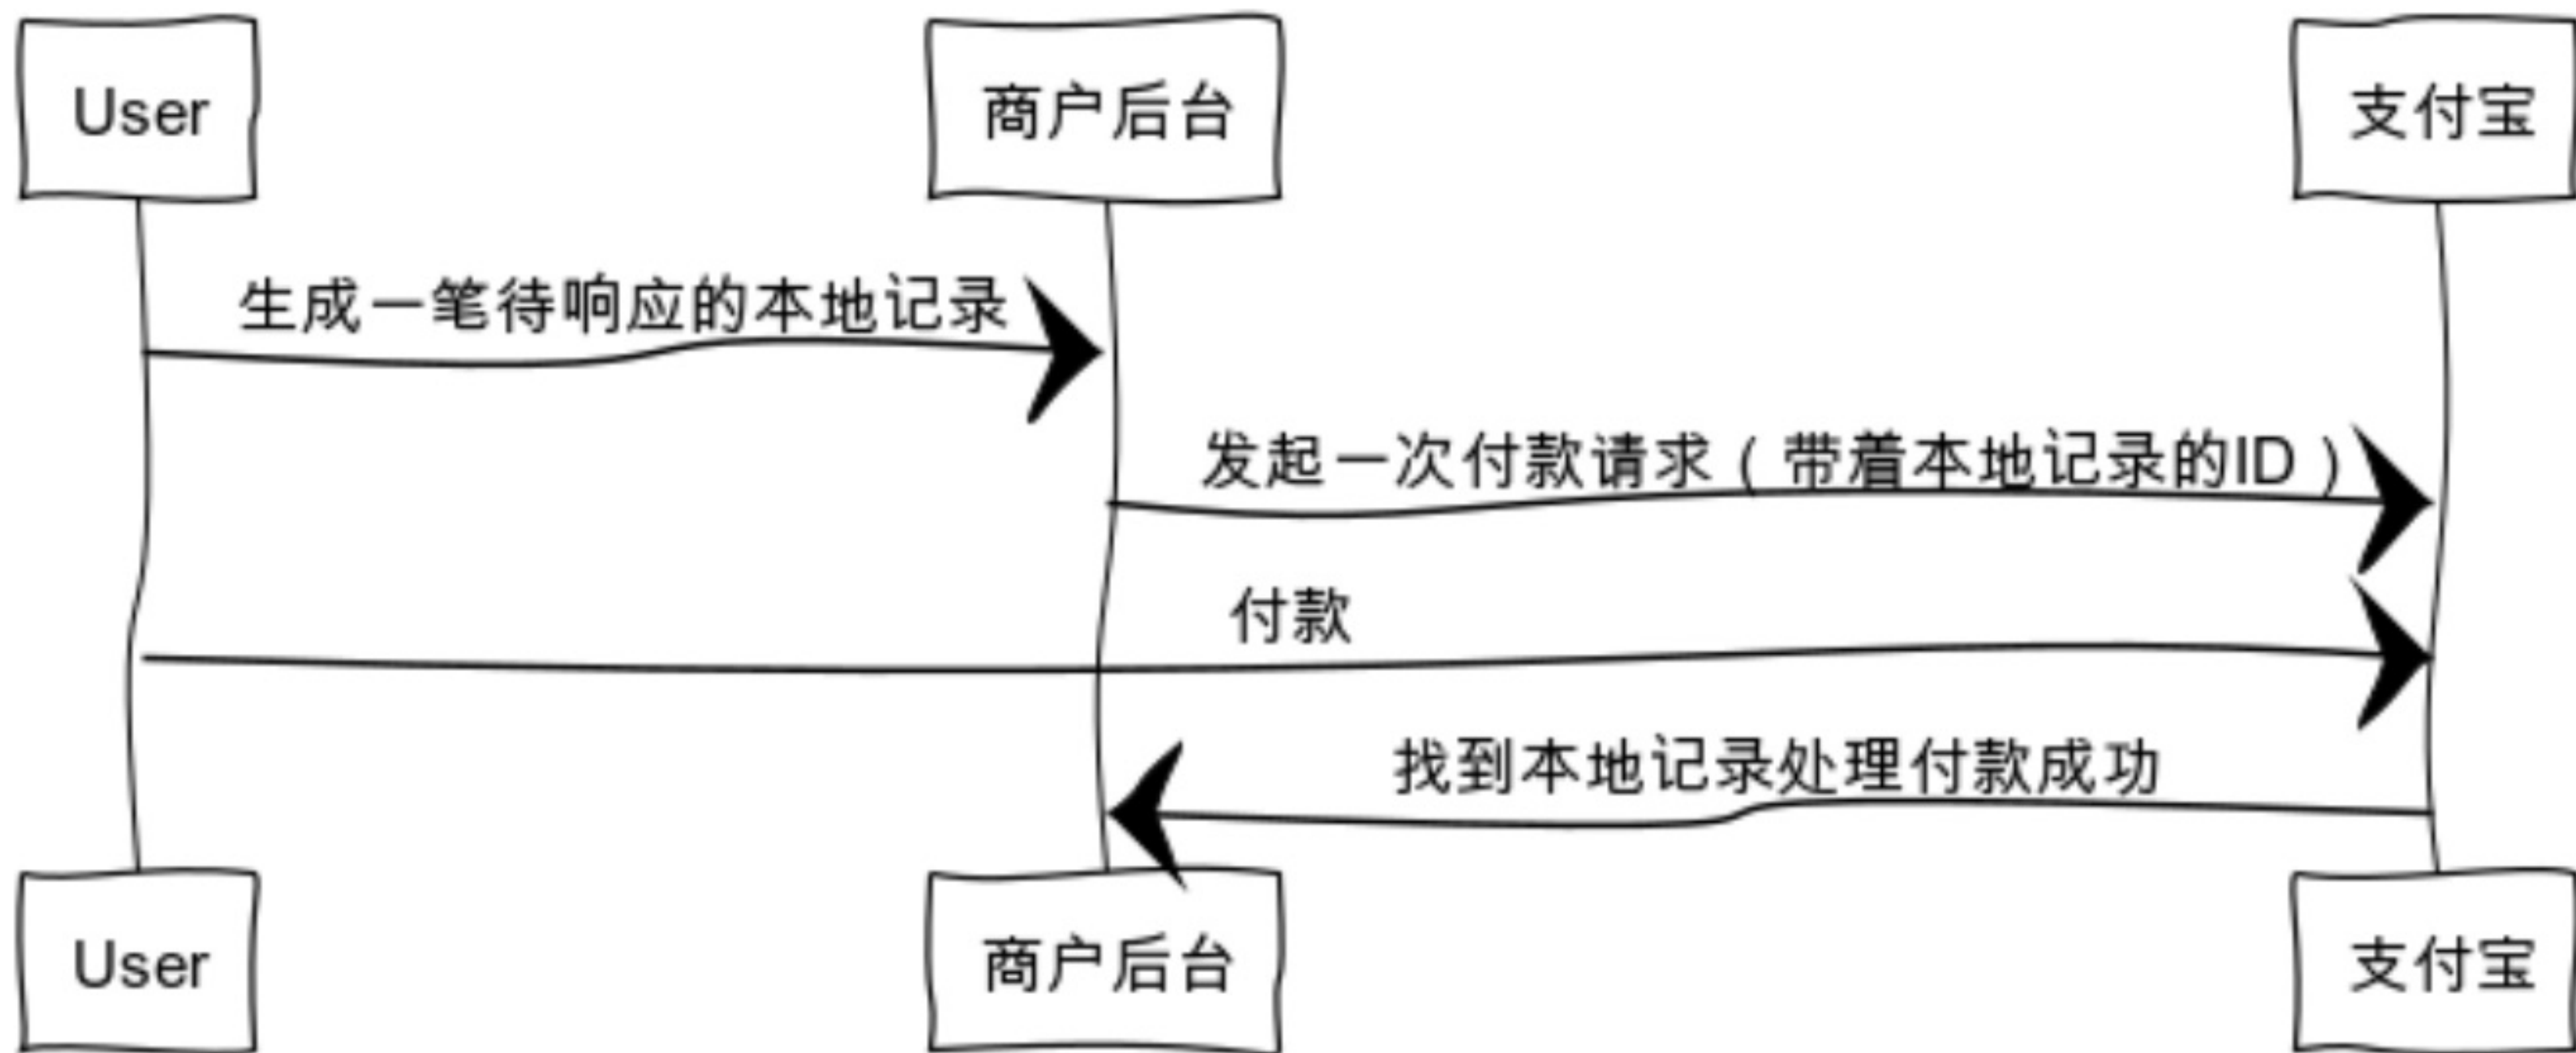 User
商户后台
支付宝
生成一笔待响应的本地记录
发起一次付款请求（带着本地记录的ID）
付款
找到本地记录处理付款成功
User
商户后台
支付宝